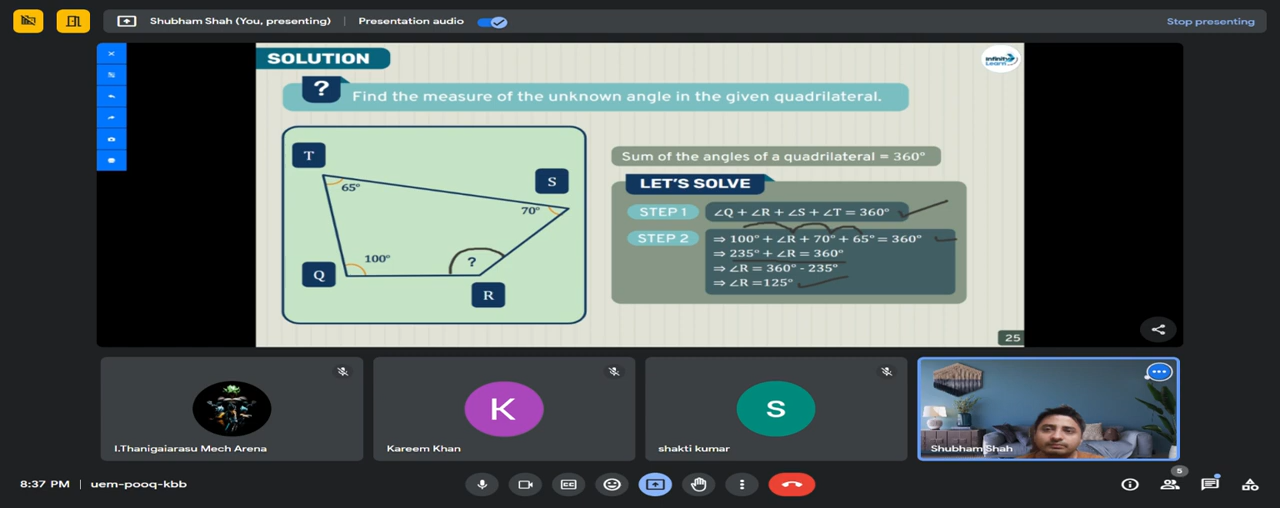 Shubham Shah (You, presenting)
Presentation audio
Stop presenting
SOLUTION
infinity
Learn
?
Find the measure of the unknown angle in the given quadrilateral.
T
65°
S
70°
100°
?
Q
R
Sum of the angles of a quadrilateral = 360°
LET'S SOLVE
STEP 1
∠Q + ∠R + ∠S + ∠T = 360°
STEP 2
⇒ 100° + ∠R + 70° + 65° = 360°
⇒ 235° + ∠R = 360°
⇒ ∠R = 360° - 235°
⇒ ∠R =125°
25
I.Thanigaiarasu Mech Arena
K
Kareem Khan
S
shakti kumar
Shubham Shah
8:37 PM | uem-pooq-kbb
5